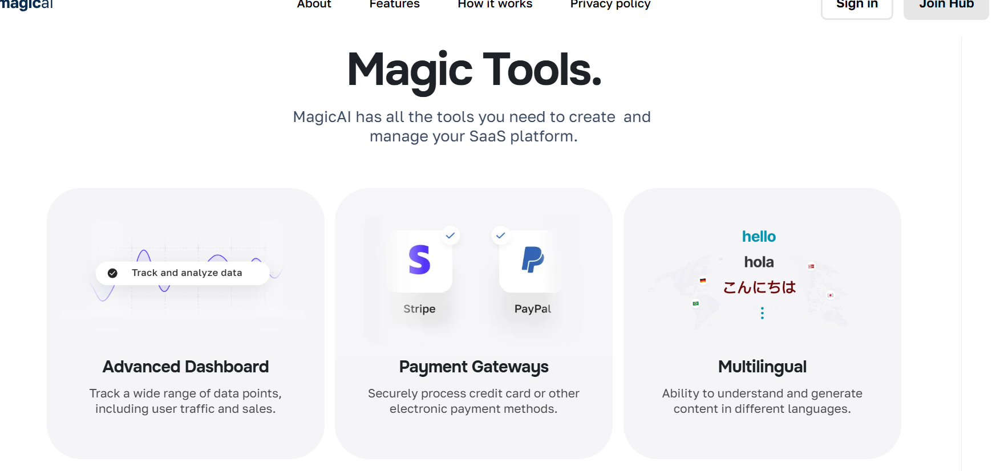 magicai
About
Features
How it works
Privacy policy
Sign in
Join Hub
Magic Tools.
MagicAI has all the tools you need to create  and
manage your SaaS platform.
Track and analyze data
Stripe
PayPal
hello
hola
こんにちは
Advanced Dashboard
Track a wide range of data points,
including user traffic and sales.
Payment Gateways
Securely process credit card or other
electronic payment methods.
Multilingual
Ability to understand and generate
content in different languages.